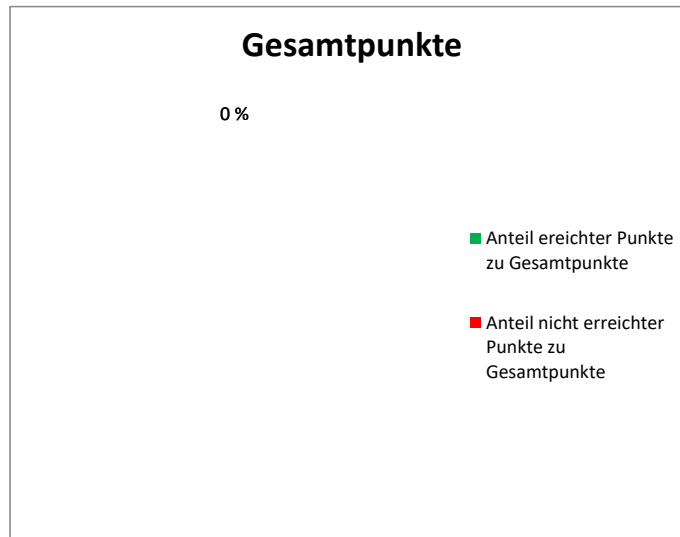 Gesamtpunkte
0 %
Anteil ereichter Punkte
zu Gesamtpunkte
Anteil nicht erreichter
Punkte zu
Gesamtpunkte